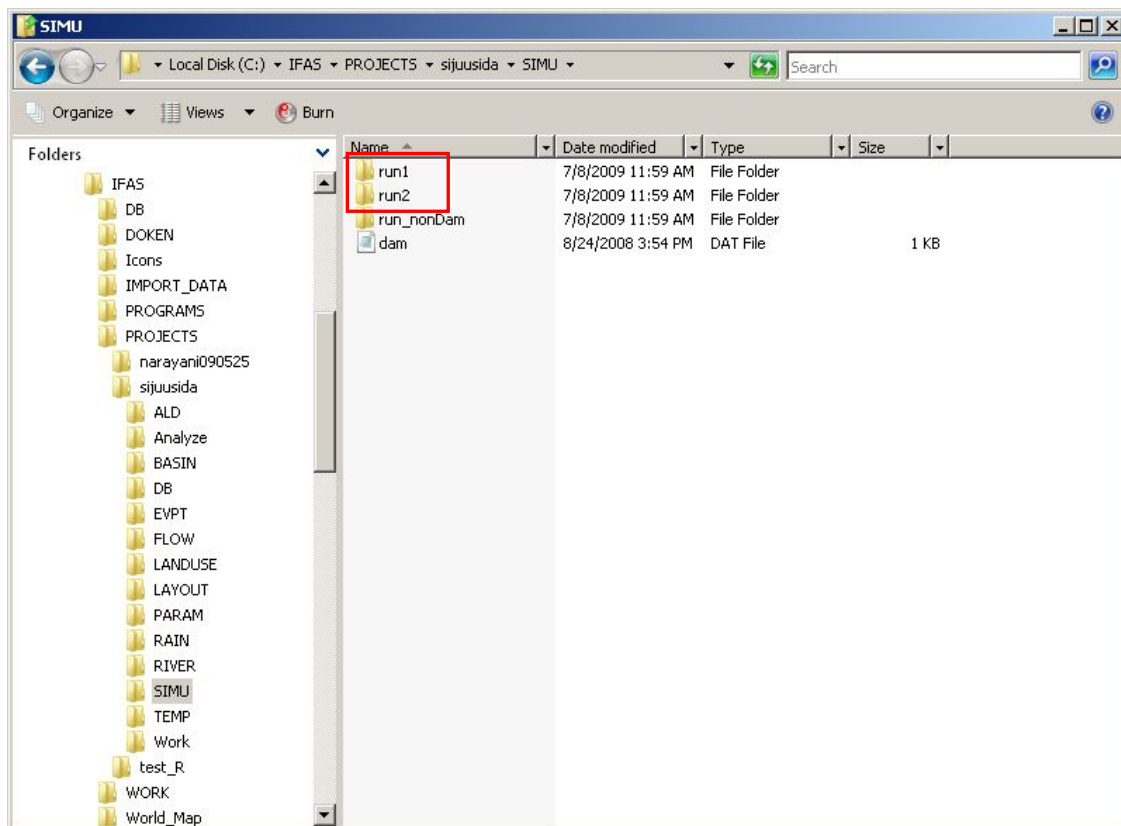 SIMU
Local Disk (C:) IFAS PROJECTS sijuusida SIMU
Search
Organize Views Burn
Folders
IFAS
DB
DOKEN
Icons
IMPORT_DATA
PROGRAMS
PROJECTS
narayani090525
sijuusida
ALD
Analyze
BASIN
DB
EVPT
FLOW
LANDUSE
LAYOUT
PARAM
RAIN
RIVER
SIMU
TEMP
Work
test_R
WORK
World_Map
Name Date modified Type Size
run1 7/8/2009 11:59 AM File Folder
run2 7/8/2009 11:59 AM File Folder
run_nonDam 7/8/2009 11:59 AM File Folder
dam 8/24/2008 3:54 PM DAT File 1 KB